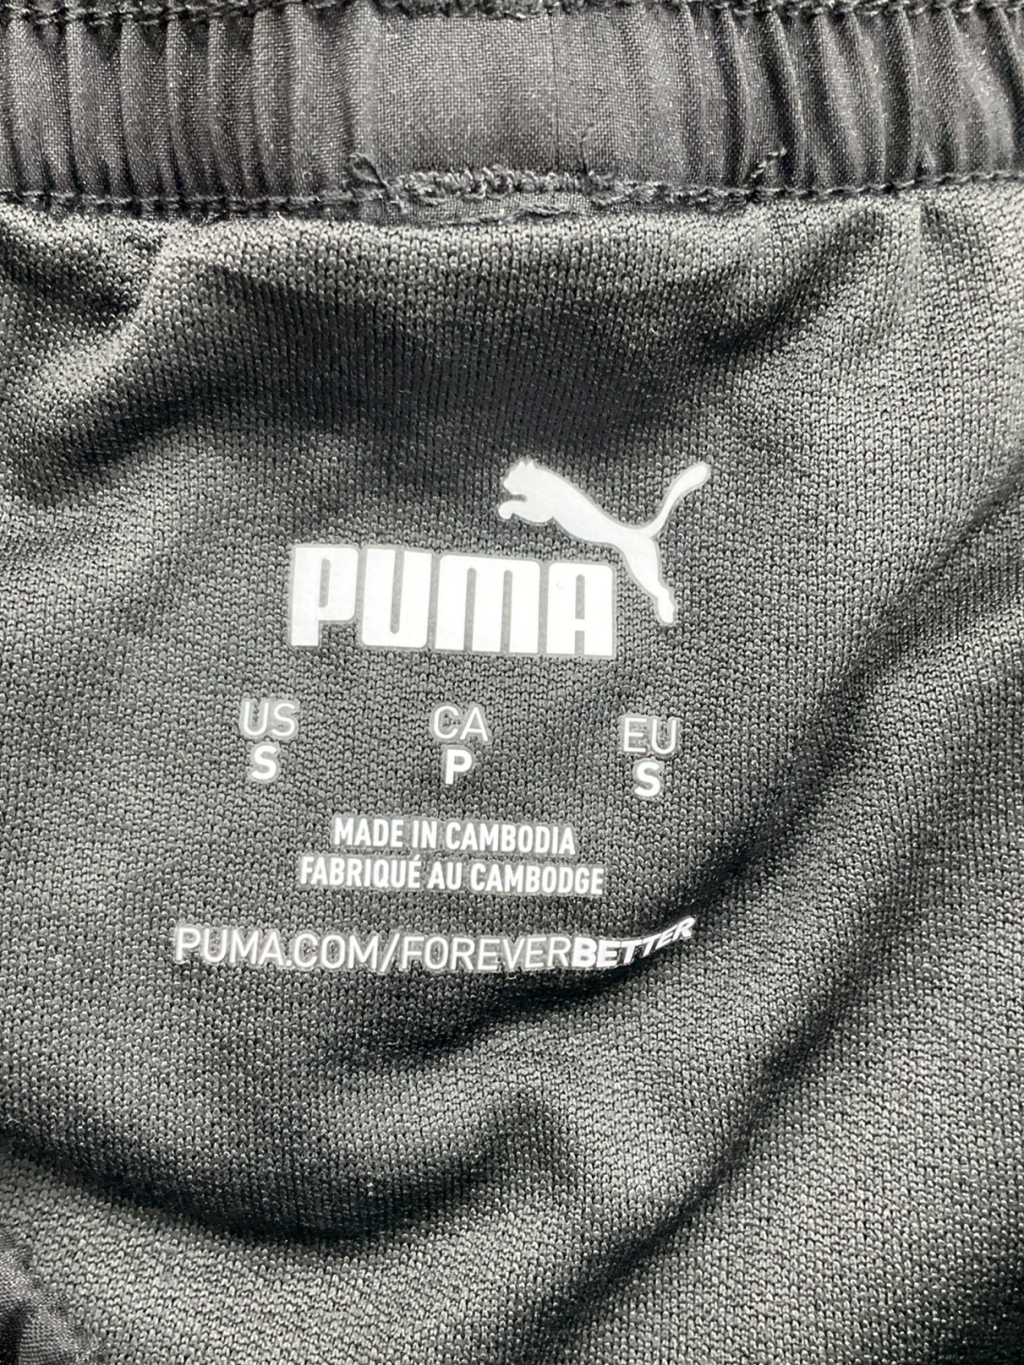 PUMA
US CA EU
S P S
MADE IN CAMBODIA
FABRIQUÉ AU CAMBODGE
PUMA.COM/FOREVERBETTER